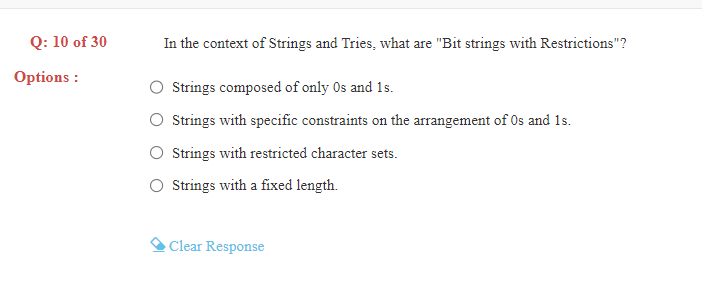 Q: 10 of 30
In the context of Strings and Tries, what are "Bit strings with Restrictions"?
Options :
Strings composed of only 0s and 1s.
Strings with specific constraints on the arrangement of 0s and 1s.
Strings with restricted character sets.
Strings with a fixed length.
Clear Response